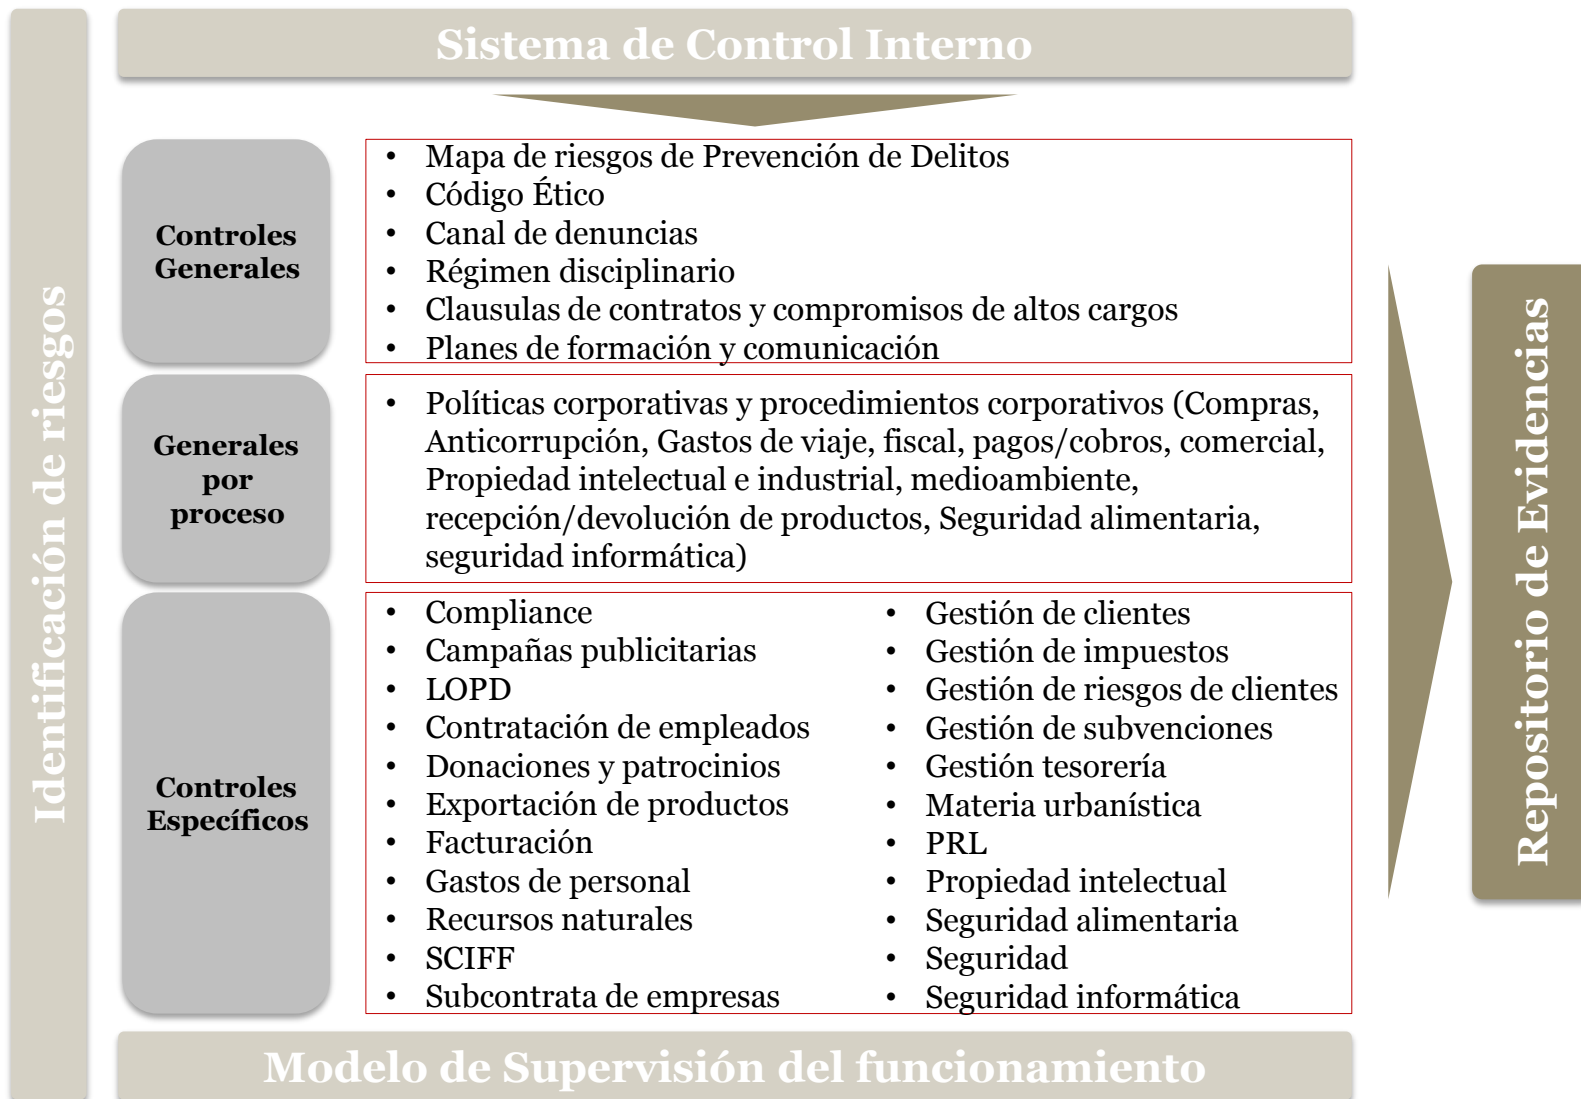 Identificación de riesgos
Sistema de Control Interno
Controles
Generales
• Mapa de riesgos de Prevención de Delitos
• Código Ético
• Canal de denuncias
• Régimen disciplinario
• Clausulas de contratos y compromisos de altos cargos
• Planes de formación y comunicación
Generales
por
proceso
• Políticas corporativas y procedimientos corporativos (Compras,
Anticorrupción, Gastos de viaje, fiscal, pagos/cobros, comercial,
Propiedad intelectual e industrial, medioambiente,
recepción/devolución de productos, Seguridad alimentaria,
seguridad informática)
Controles
Específicos
• Compliance
• Campañas publicitarias
• LOPD
• Contratación de empleados
• Donaciones y patrocinios
• Exportación de productos
• Facturación
• Gastos de personal
• Recursos naturales
• SCIFF
• Subcontrata de empresas
• Gestión de clientes
• Gestión de impuestos
• Gestión de riesgos de clientes
• Gestión de subvenciones
• Gestión tesorería
• Materia urbanística
• PRL
• Propiedad intelectual
• Seguridad alimentaria
• Seguridad
• Seguridad informática
Modelo de Supervisión del funcionamiento
Repositorio de Evidencias